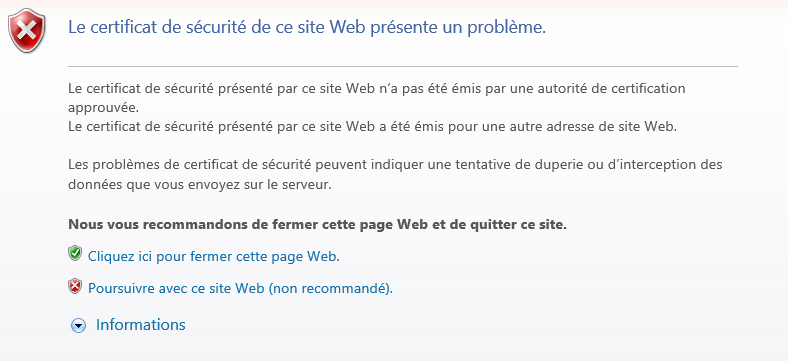 Le certificat de sécurité de ce site Web présente un problème.
Le certificat de sécurité présenté par ce site Web n'a pas été émis par une autorité de certification
approuvée.
Le certificat de sécurité présenté par ce site Web a été émis pour une autre adresse de site Web.
Les problèmes de certificat de sécurité peuvent indiquer une tentative de duperie ou d'interception des
données que vous envoyez sur le serveur.
Nous vous recommandons de fermer cette page Web et de quitter ce site.
Cliquez ici pour fermer cette page Web.
Poursuivre avec ce site Web (non recommandé).
Informations